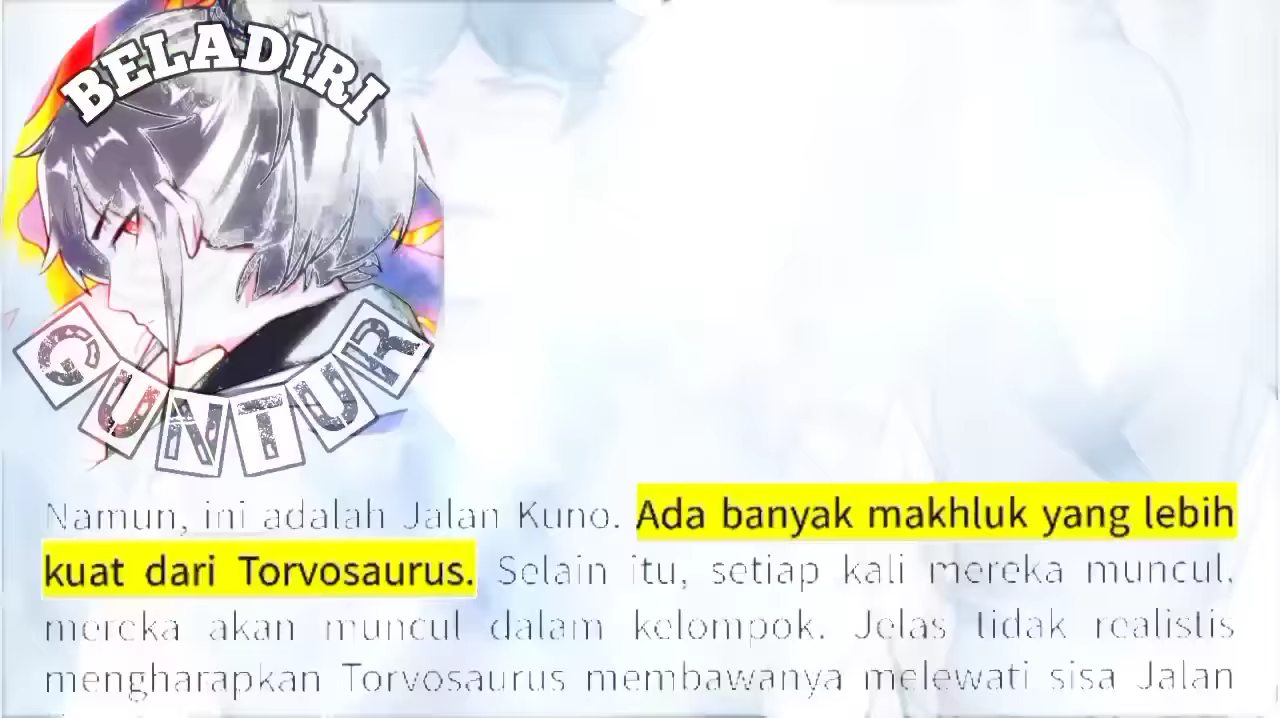 BELADIRI
GUNTUR
Namun, ini adalah Jalan Kuno. Ada banyak makhluk yang lebih
kuat dari Torvosaurus. Selain itu, setiap kali mereka muncul,
mereka akan muncul dalam kelompok. Jelas tidak realistis
mengharapkan Torvosaurus membawanya melewati sisa Jalan